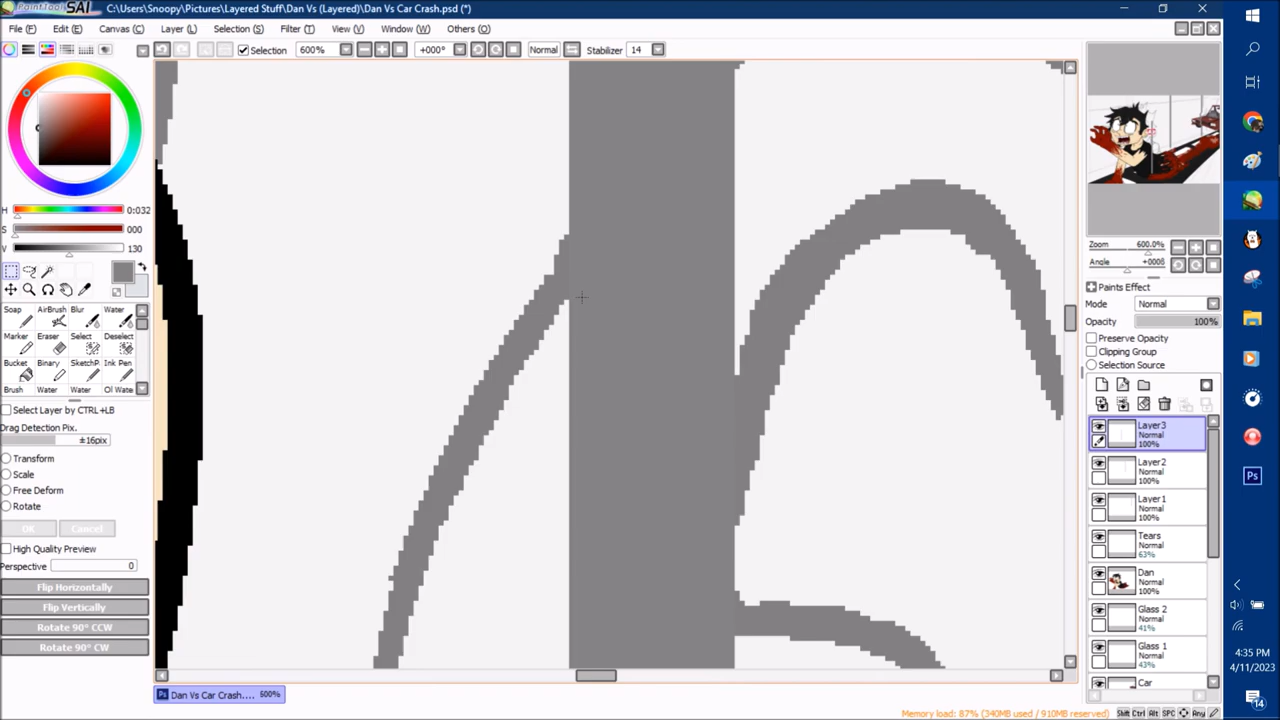 PaintTool SAI C:\Users\Snoopy\Pictures\Layered Stuff\Dan Vs (Layered)\Dan Vs Car Crash.psd (*)
File (F) Edit (E) Canvas (C) Layer (L) Selection (S) Filter (T) View (V) Window (W) Others (O)
Selection 600% +000° Normal Stabilizer 14
H 0:032
S 000
V 130
Soap AirBrush Blur Water
Marker Eraser Select Deselect
Bucket Binary SketchP. Ink Pen
Brush Water Water Ol Wate
Select Layer by CTRL+LB
Drag Detection Pix. ±16pix
Transform
Scale
Free Deform
Rotate
OK Cancel
High Quality Preview
Perspective 0
Flip Horizontally
Flip Vertically
Rotate 90° CCW
Rotate 90° CW
Zoom 600.0%
Angle
Paints Effect
Mode Normal
Opacity 100%
Preserve Opacity
Clipping Group
Selection Source
Layer3
Normal
100%
Layer2
Normal
100%
Layer1
Normal
100%
Tears
Normal
63%
Dan
Normal
100%
Glass 2
Normal
41%
Glass 1
Normal
43%
Car
Normal
Ps Dan Vs Car Crash.... 600%
Memory load: 87% (340MB used / 910MB reserved)
Shift Ctrl Alt SPC Any
Ps
4:35 PM
4/11/2023
14